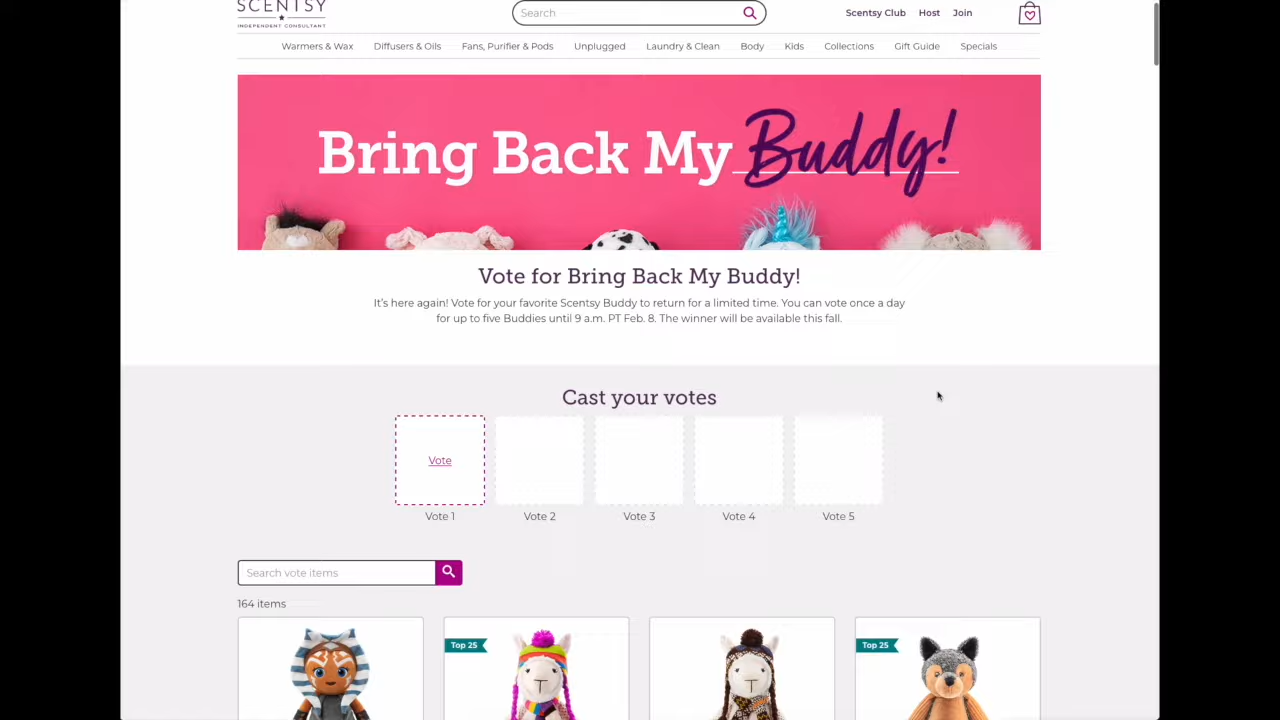 SCENTSY
INDEPENDENT CONSULTANT
Search
Scentsy Club Host Join
Warmers & Wax Diffusers & Oils Fans, Purifier & Pods Unplugged Laundry & Clean Body Kids Collections Gift Guide Specials
Bring Back My Buddy!
Vote for Bring Back My Buddy!
It's here again! Vote for your favorite Scentsy Buddy to return for a limited time. You can vote once a day
for up to five Buddies until 9 a.m. PT Feb. 8. The winner will be available this fall.
Cast your votes
Vote
Vote 1 Vote 2 Vote 3 Vote 4 Vote 5
Search vote items
164 items
Top 25 Top 25